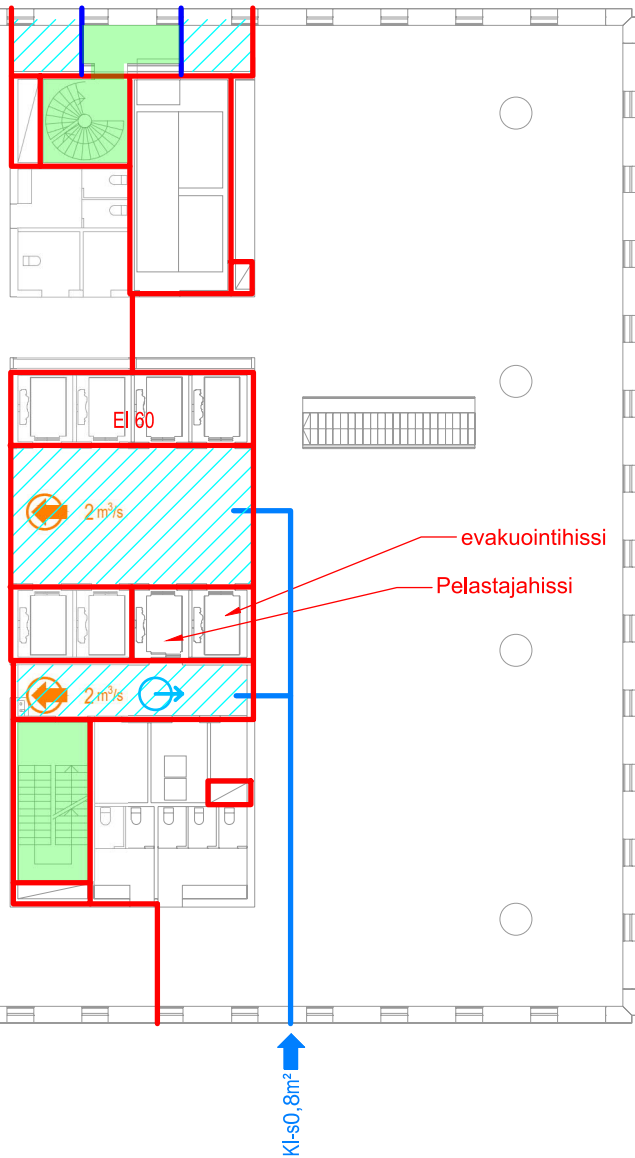 EI 60
2 m³/s
evakuointihissi
Pelastajahissi
2 m³/s
KI-s0,8m²